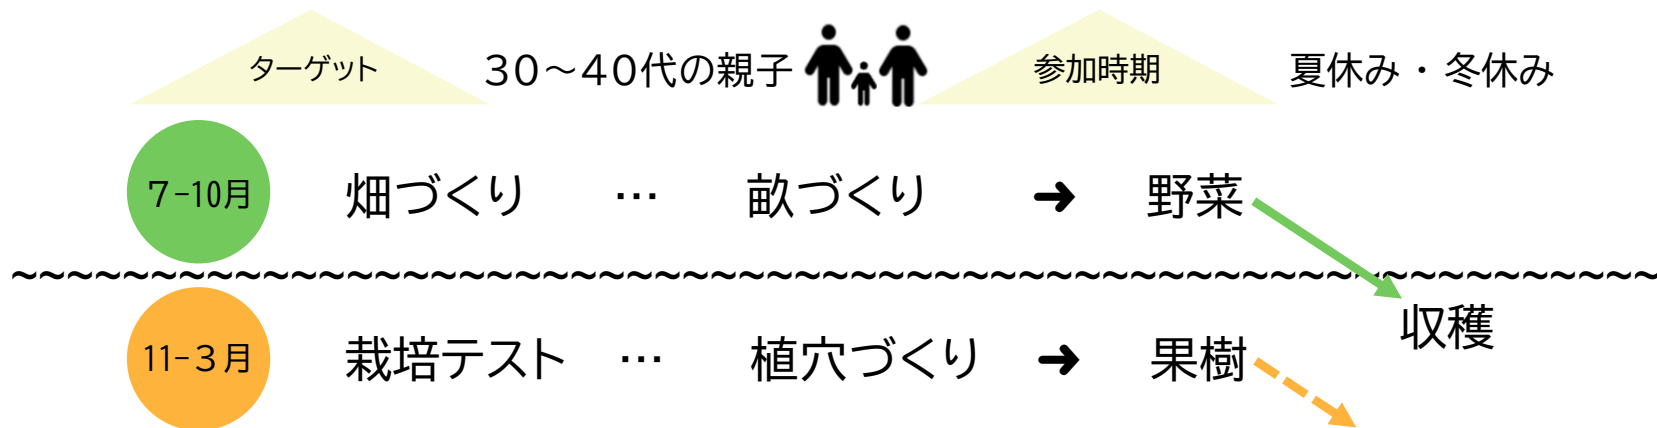 ターゲット ３０～４０代の親子 参加時期 夏休み・冬休み
７-10月 畑づくり … 畝づくり ➜ 野菜
収穫
11-３月 栽培テスト … 植穴づくり ➜ 果樹